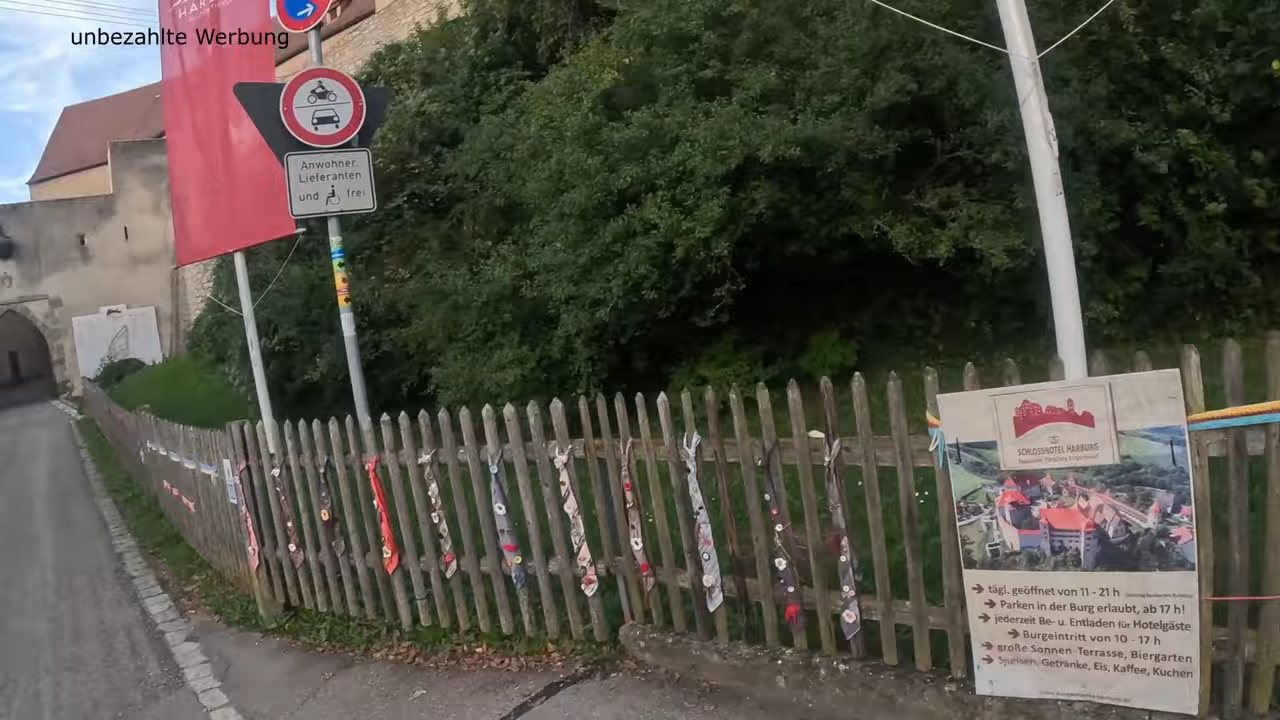 unbezahlte Werbung
Anwohner,
Lieferanten
und frei
SCHLOSSHOTEL HARBURG
tägl. geöffnet von 11 - 21 h
Parken in der Burg erlaubt, ab 17 h!
jederzeit Be- u. Entladen für Hotelgäste
Burgeintritt von 10 - 17 h
große Sonnen-Terrasse, Biergarten
Speisen, Getränke, Eis, Kaffee, Kuchen